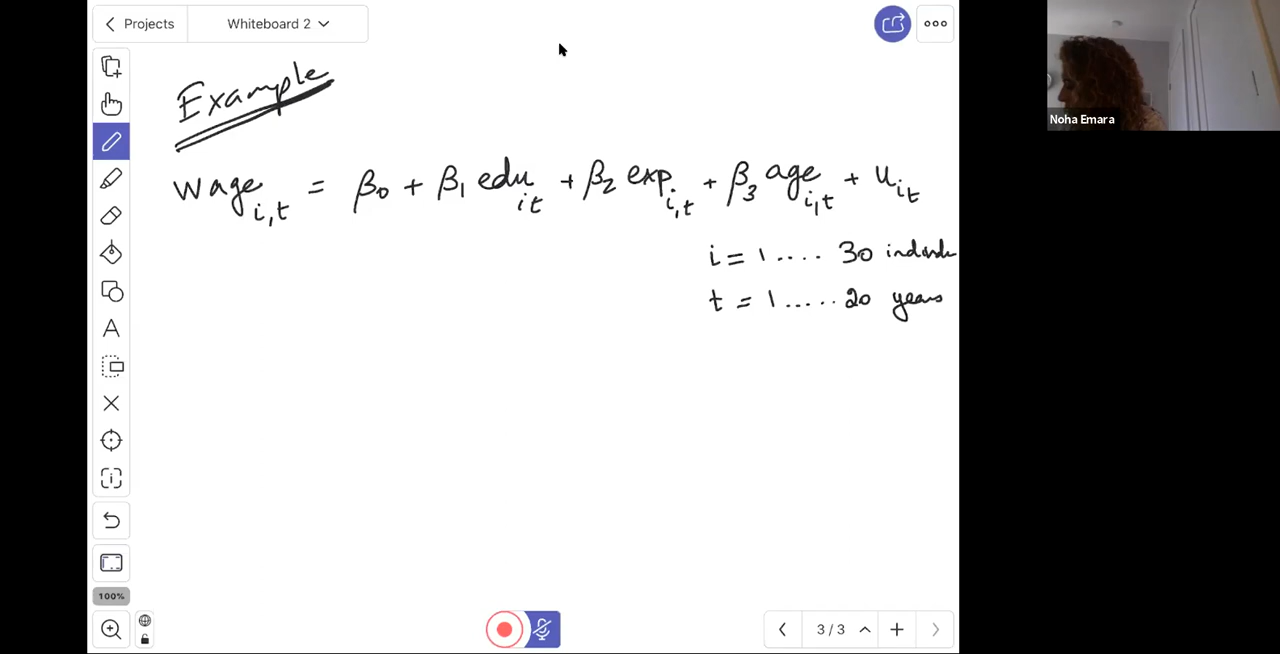 Projects
Whiteboard 2
Noha Emara
Example
wage i,t = β0 + β1 edu it + β2 exp. i,t + β3 age i,t + u it
i = 1 .... 30
t = 1 ..... 20 years
A
100%
3 / 3